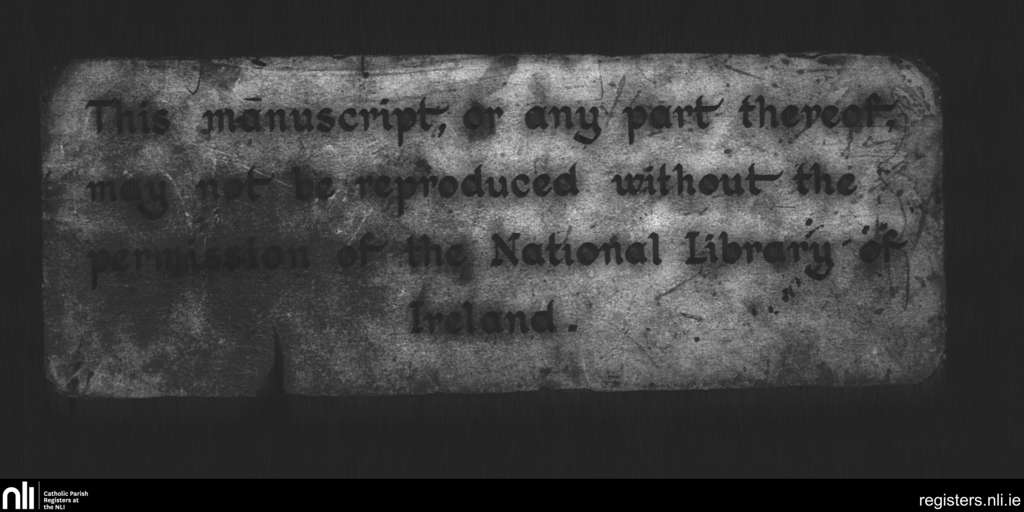 This manuscript, or any part thereof,
may not be reproduced without the
permission of the National Library of
Ireland.
nli
Catholic Parish
Registers at
the NLI
registers.nli.ie